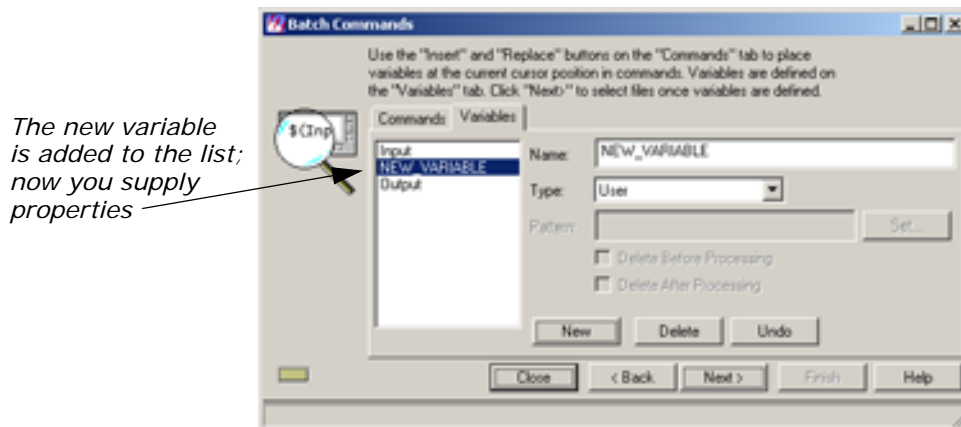 Batch Commands
Use the "Insert" and "Replace" buttons on the "Commands" tab to place
variables at the current cursor position in commands. Variables are defined on
the "Variables" tab. Click "Next>" to select files once variables are defined.
The new variable
is added to the list;
now you supply
properties
$(Inp
Commands Variables
Input
NEW_VARIABLE
Output
Name: NEW_VARIABLE
Type: User
Pattern: Set...
Delete Before Processing
Delete After Processing
New Delete Undo
Close < Back Next > Finish Help